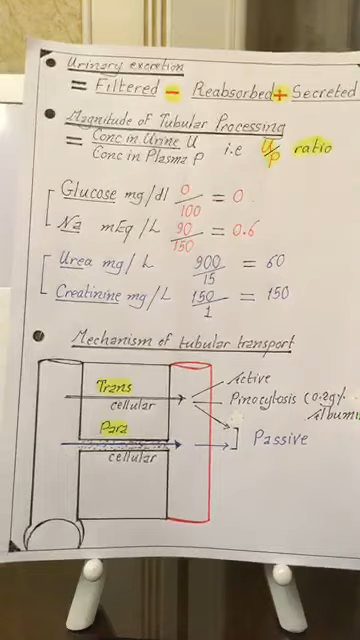 Urinary excretion
= Filtered - Reabsorbed + Secreted
Magnitude of Tubular Processing
= Conc in Urine U / Conc in Plasma P i.e U/P ratio
Glucose mg/dl 0/100 = 0
Na mEq/L 90/150 = 0.6
Urea mg/L 900/15 = 60
Creatinine mg/L 150/1 = 150
Mechanism of tubular transport
Trans
cellular
Active
Pinocytosis
Albumin
Para
cellular
Passive